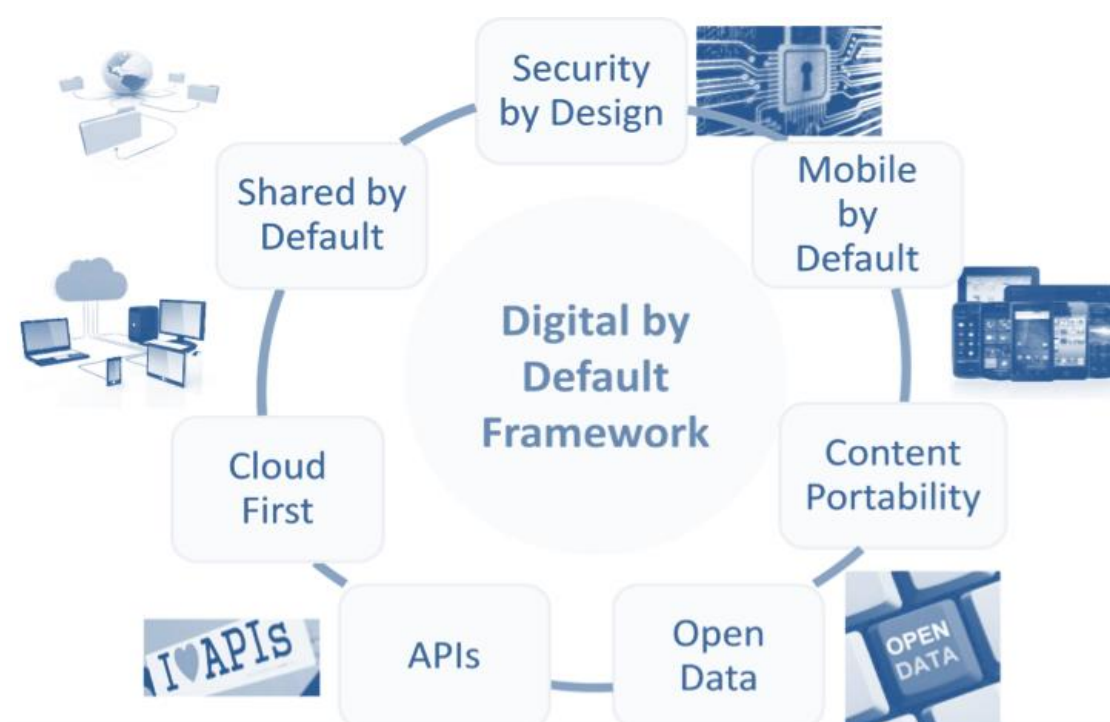 Security
by Design
Mobile
by
Default
Content
Portability
Open
Data
OPEN
DATA
APIs
I♥APIs
Cloud
First
Shared by
Default
Digital by
Default
Framework